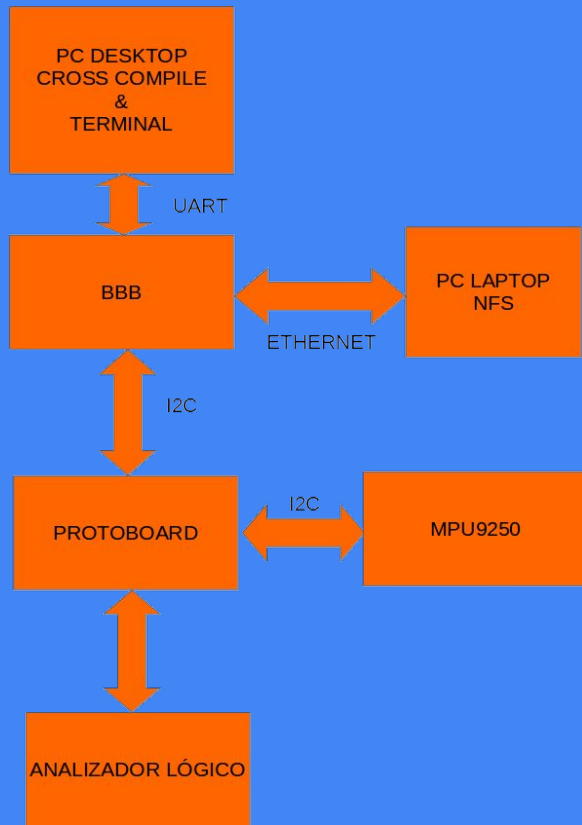 PC DESKTOP
CROSS COMPILE
&
TERMINAL
UART
BBB
PC LAPTOP
NFS
ETHERNET
I2C
PROTOBOARD
I2C
MPU9250
ANALIZADOR LÓGICO